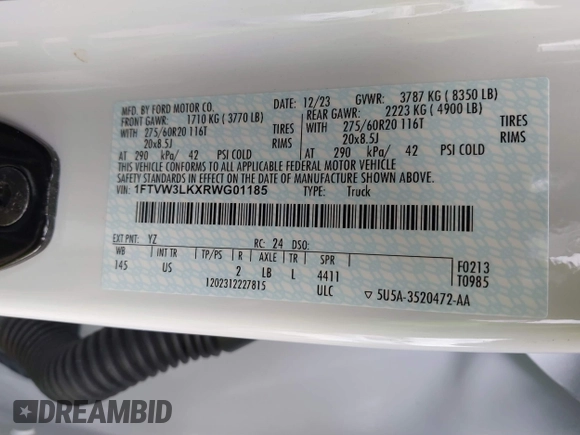 MFD. BY FORD MOTOR CO.
12/23 GVWR: 3787 KG ( 8350 LB)
FRONT GAWR: 1710 KG ( 3770 LB)
REAR GAWR: 2223 KG ( 4900 LB)
WITH 275/60R20 116T TIRES
WITH 275/60R20 116T TIRES
20x8.5J RIMS
20x8.5J RIMS
AT 290 kPa/ 42 PSI COLD
AT 290 kPa/ 42 PSI COLD
THIS VEHICLE CONFORMS TO ALL APPLICABLE FEDERAL MOTOR VEHICLE
SAFETY STANDARDS IN EFFECT ON THE DATE OF MANUFACTURE SHOWN ABOVE.
VIN: 1FTVW3LKXRWG01185 TYPE: Truck
EXT PNT: YZ RC: 24 DSO:
WB INT TR TP/PS R AXLE TR SPR
F0213
145 US 2 LB L 4411
T0985
1202312227815 ULC ▽ 5U5A-3520472-AA
DREAMBID